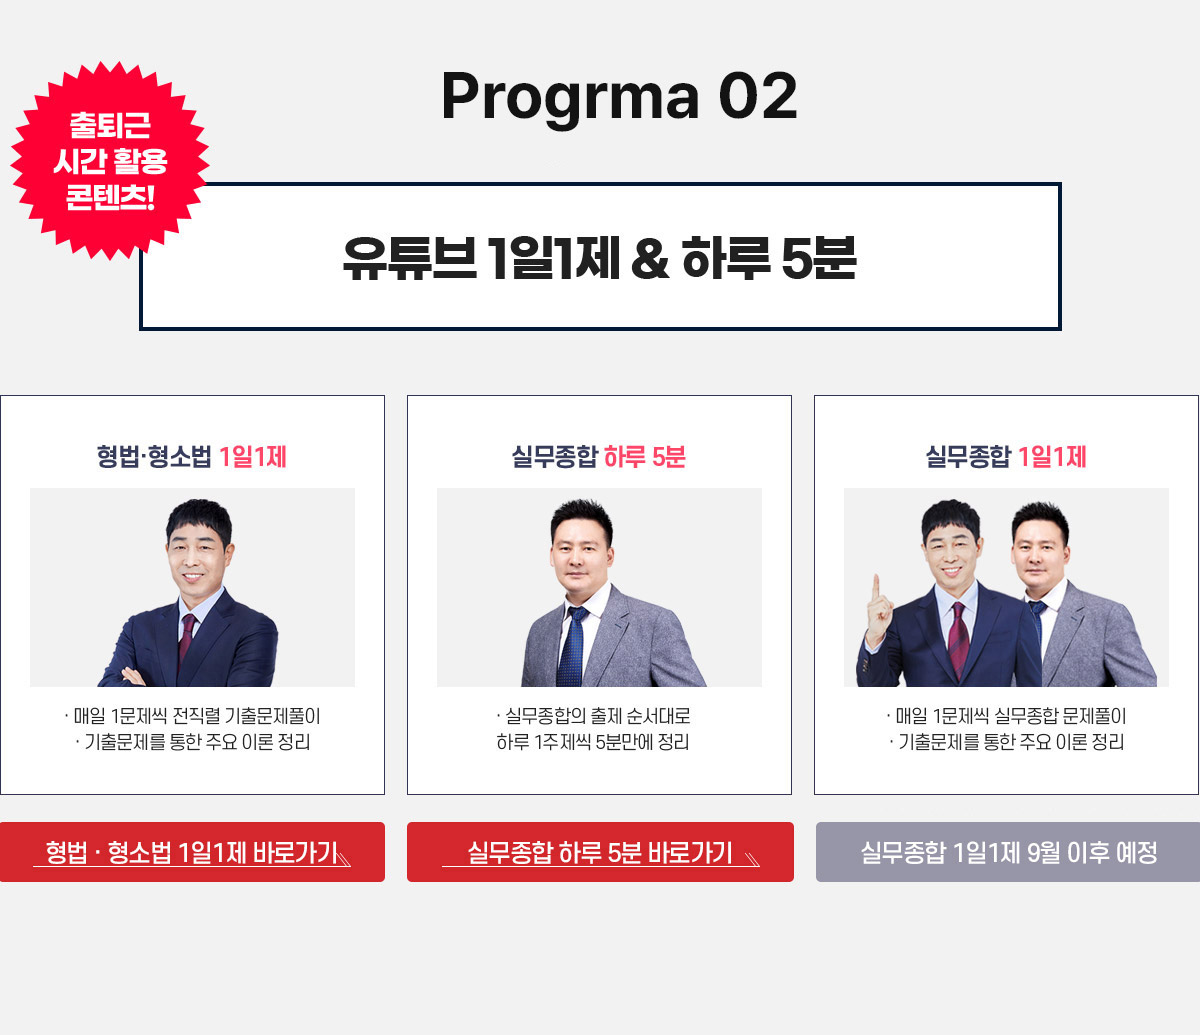 Progrma 02
출퇴근
시간 활용
콘텐츠!
유튜브 1일1제 & 하루 5분
형법·형소법 1일1제
· 매일 1문제씩 전직렬 기출문제풀이
· 기출문제를 통한 주요 이론 정리
형법 · 형소법 1일1제 바로가기
실무종합 하루 5분
· 실무종합의 출제 순서대로
하루 1주제씩 5분만에 정리
실무종합 하루 5분 바로가기
실무종합 1일1제
· 매일 1문제씩 실무종합 문제풀이
· 기출문제를 통한 주요 이론 정리
실무종합 1일1제 9월 이후 예정